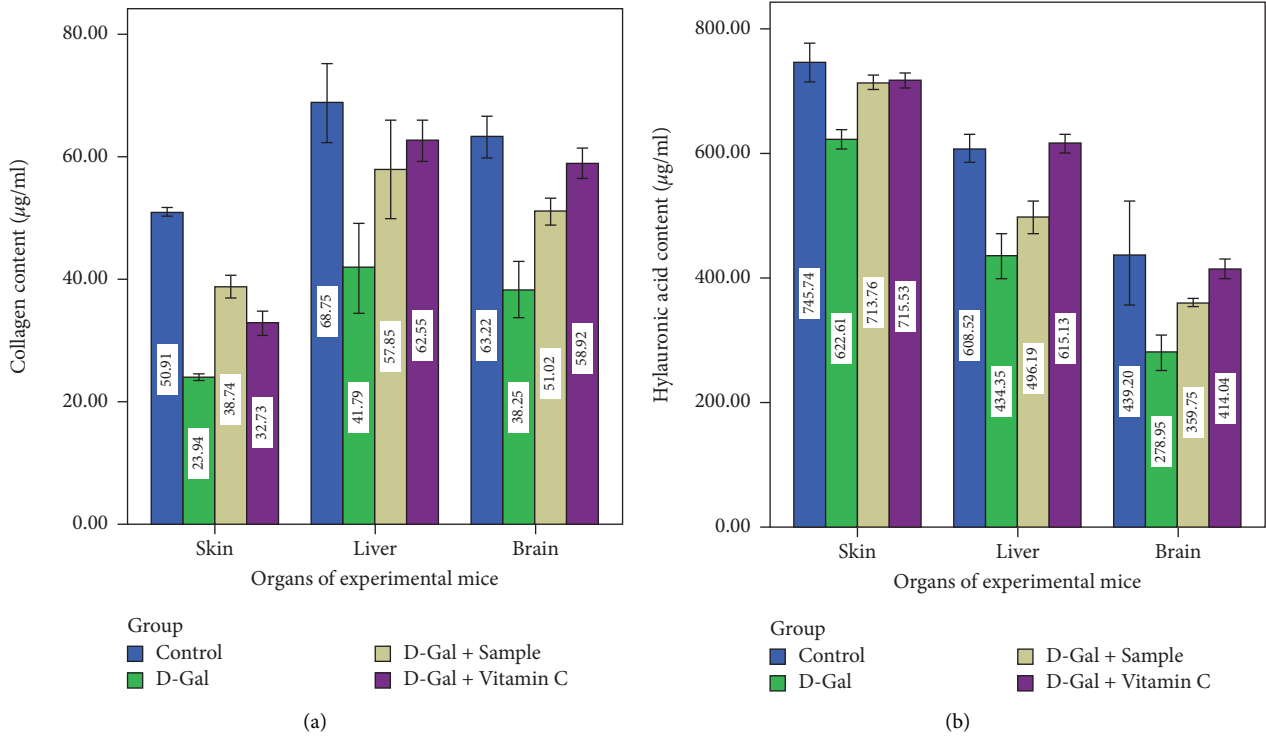 80.00
60.00
40.00
20.00
0.00
Collagen content (µg/ml)
50.91
23.94
38.74
32.73
68.75
41.79
57.85
62.55
63.22
38.25
51.02
58.92
Skin
Liver
Brain
Organs of experimental mice
Group
Control
D-Gal
D-Gal + Sample
D-Gal + Vitamin C
(a)
800.00
600.00
400.00
200.00
0.00
Hylauronic acid content (µg/ml)
745.74
622.61
713.76
715.53
608.52
434.35
496.19
615.13
439.20
278.95
359.75
414.04
Skin
Liver
Brain
Organs of experimental mice
Group
Control
D-Gal
D-Gal + Sample
D-Gal + Vitamin C
(b)